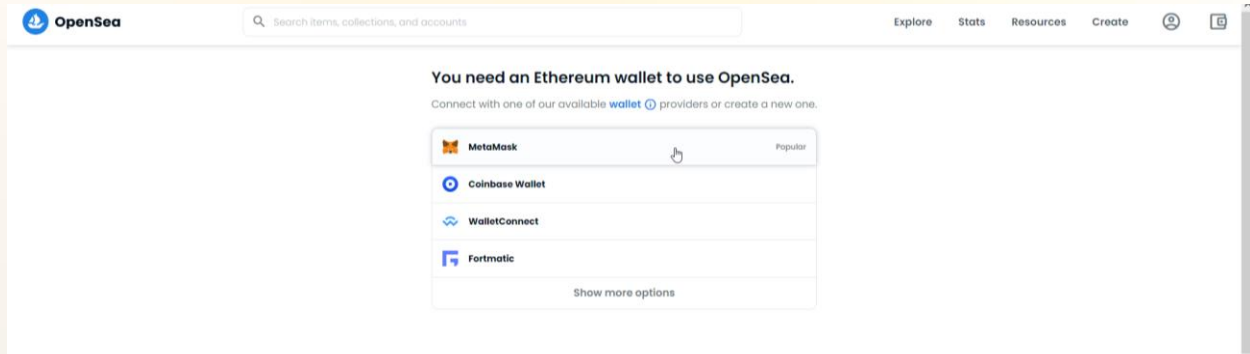 OpenSea
Search items, collections, and accounts
Explore Stats Resources Create
You need an Ethereum wallet to use OpenSea.
Connect with one of our available wallet providers or create a new one.
MetaMask Popular
Coinbase Wallet
WalletConnect
Fortmatic
Show more options